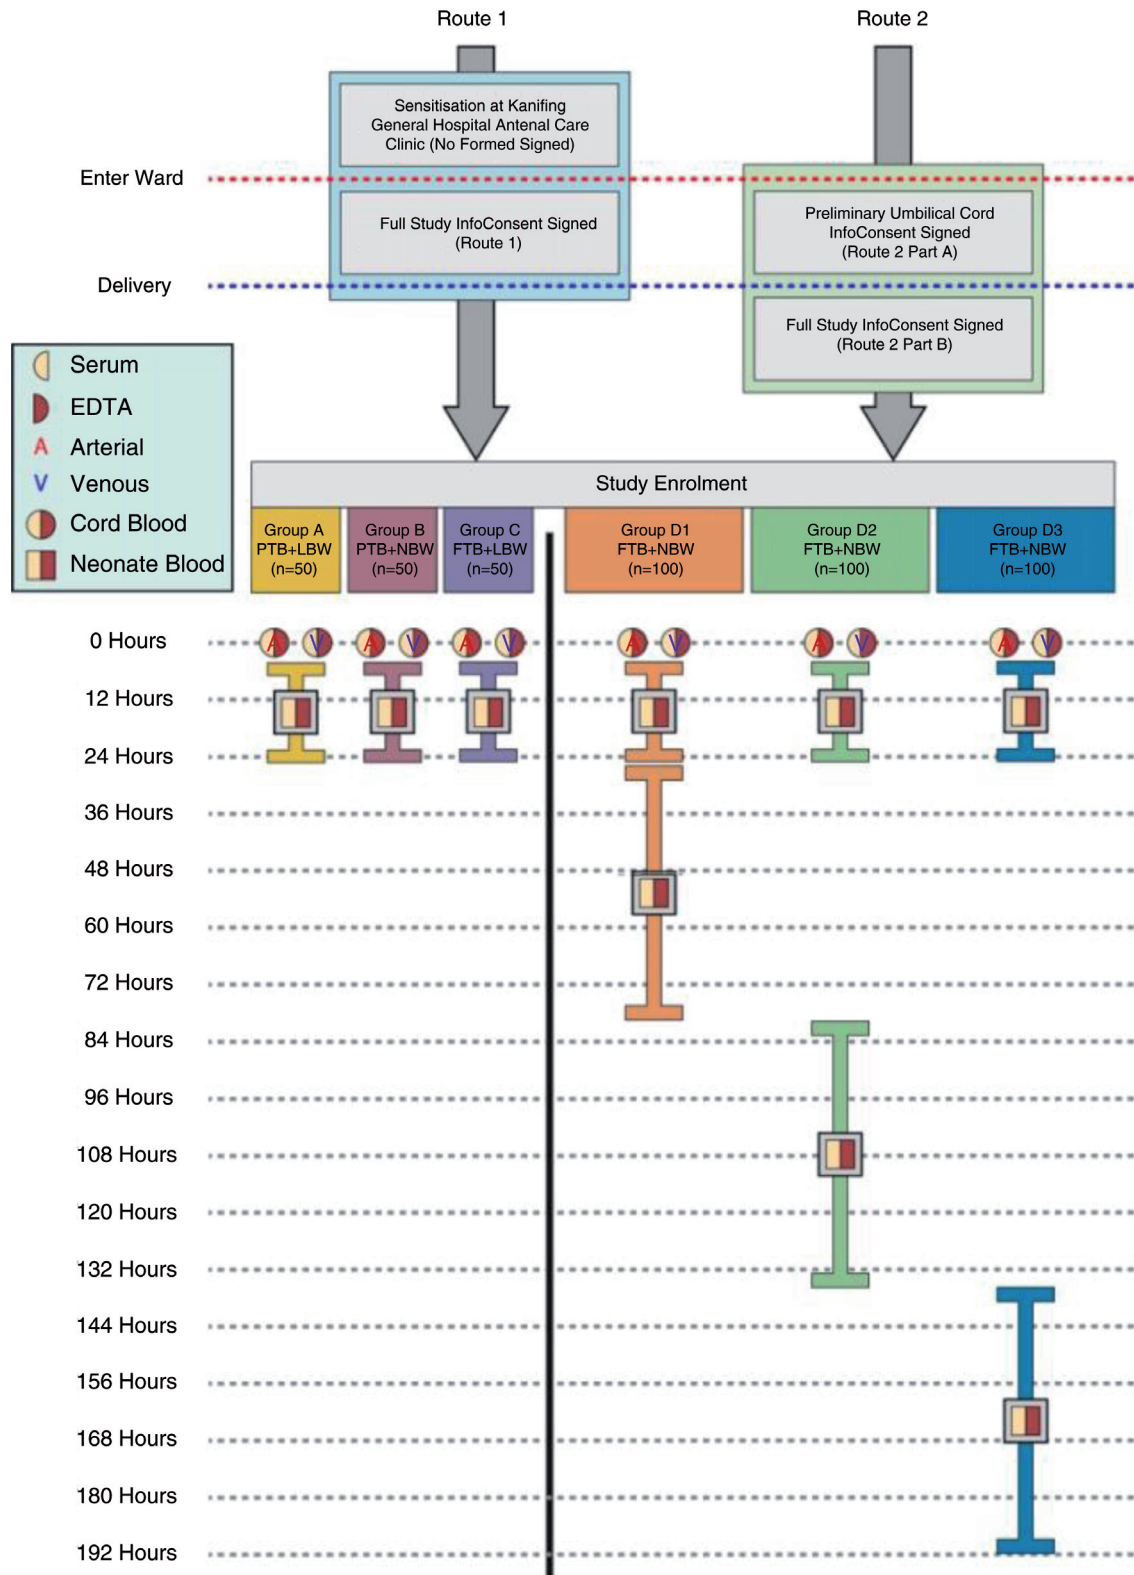 Route 1
Route 2
Sensitisation at Kanifing
General Hospital Antenal Care
Clinic (No Formed Signed)
Enter Ward
Full Study InfoConsent Signed
(Route 1)
Preliminary Umbilical Cord
InfoConsent Signed
(Route 2 Part A)
Delivery
Full Study InfoConsent Signed
(Route 2 Part B)
Serum
EDTA
A Arterial
V Venous
Cord Blood
Neonate Blood
Study Enrolment
Group A
PTB+LBW
(n=50)
Group B
PTB+NBW
(n=50)
Group C
FTB+LBW
(n=50)
Group D1
FTB+NBW
(n=100)
Group D2
FTB+NBW
(n=100)
Group D3
FTB+NBW
(n=100)
0 Hours
A V A V A V A V A V A V
12 Hours
24 Hours
36 Hours
48 Hours
60 Hours
72 Hours
84 Hours
96 Hours
108 Hours
120 Hours
132 Hours
144 Hours
156 Hours
168 Hours
180 Hours
192 Hours